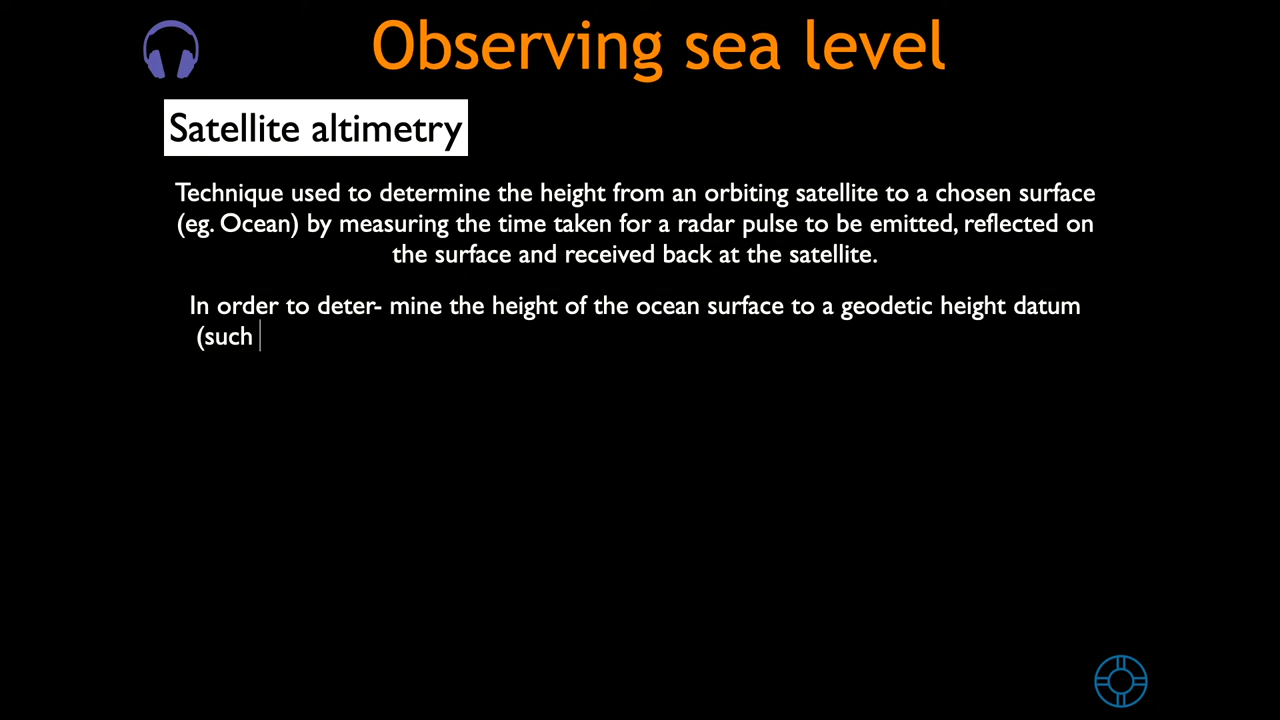 Observing sea level
Satellite altimetry
Technique used to determine the height from an orbiting satellite to a chosen surface
(eg. Ocean) by measuring the time taken for a radar pulse to be emitted, reflected on
the surface and received back at the satellite.
In order to deter- mine the height of the ocean surface to a geodetic height datum
(such